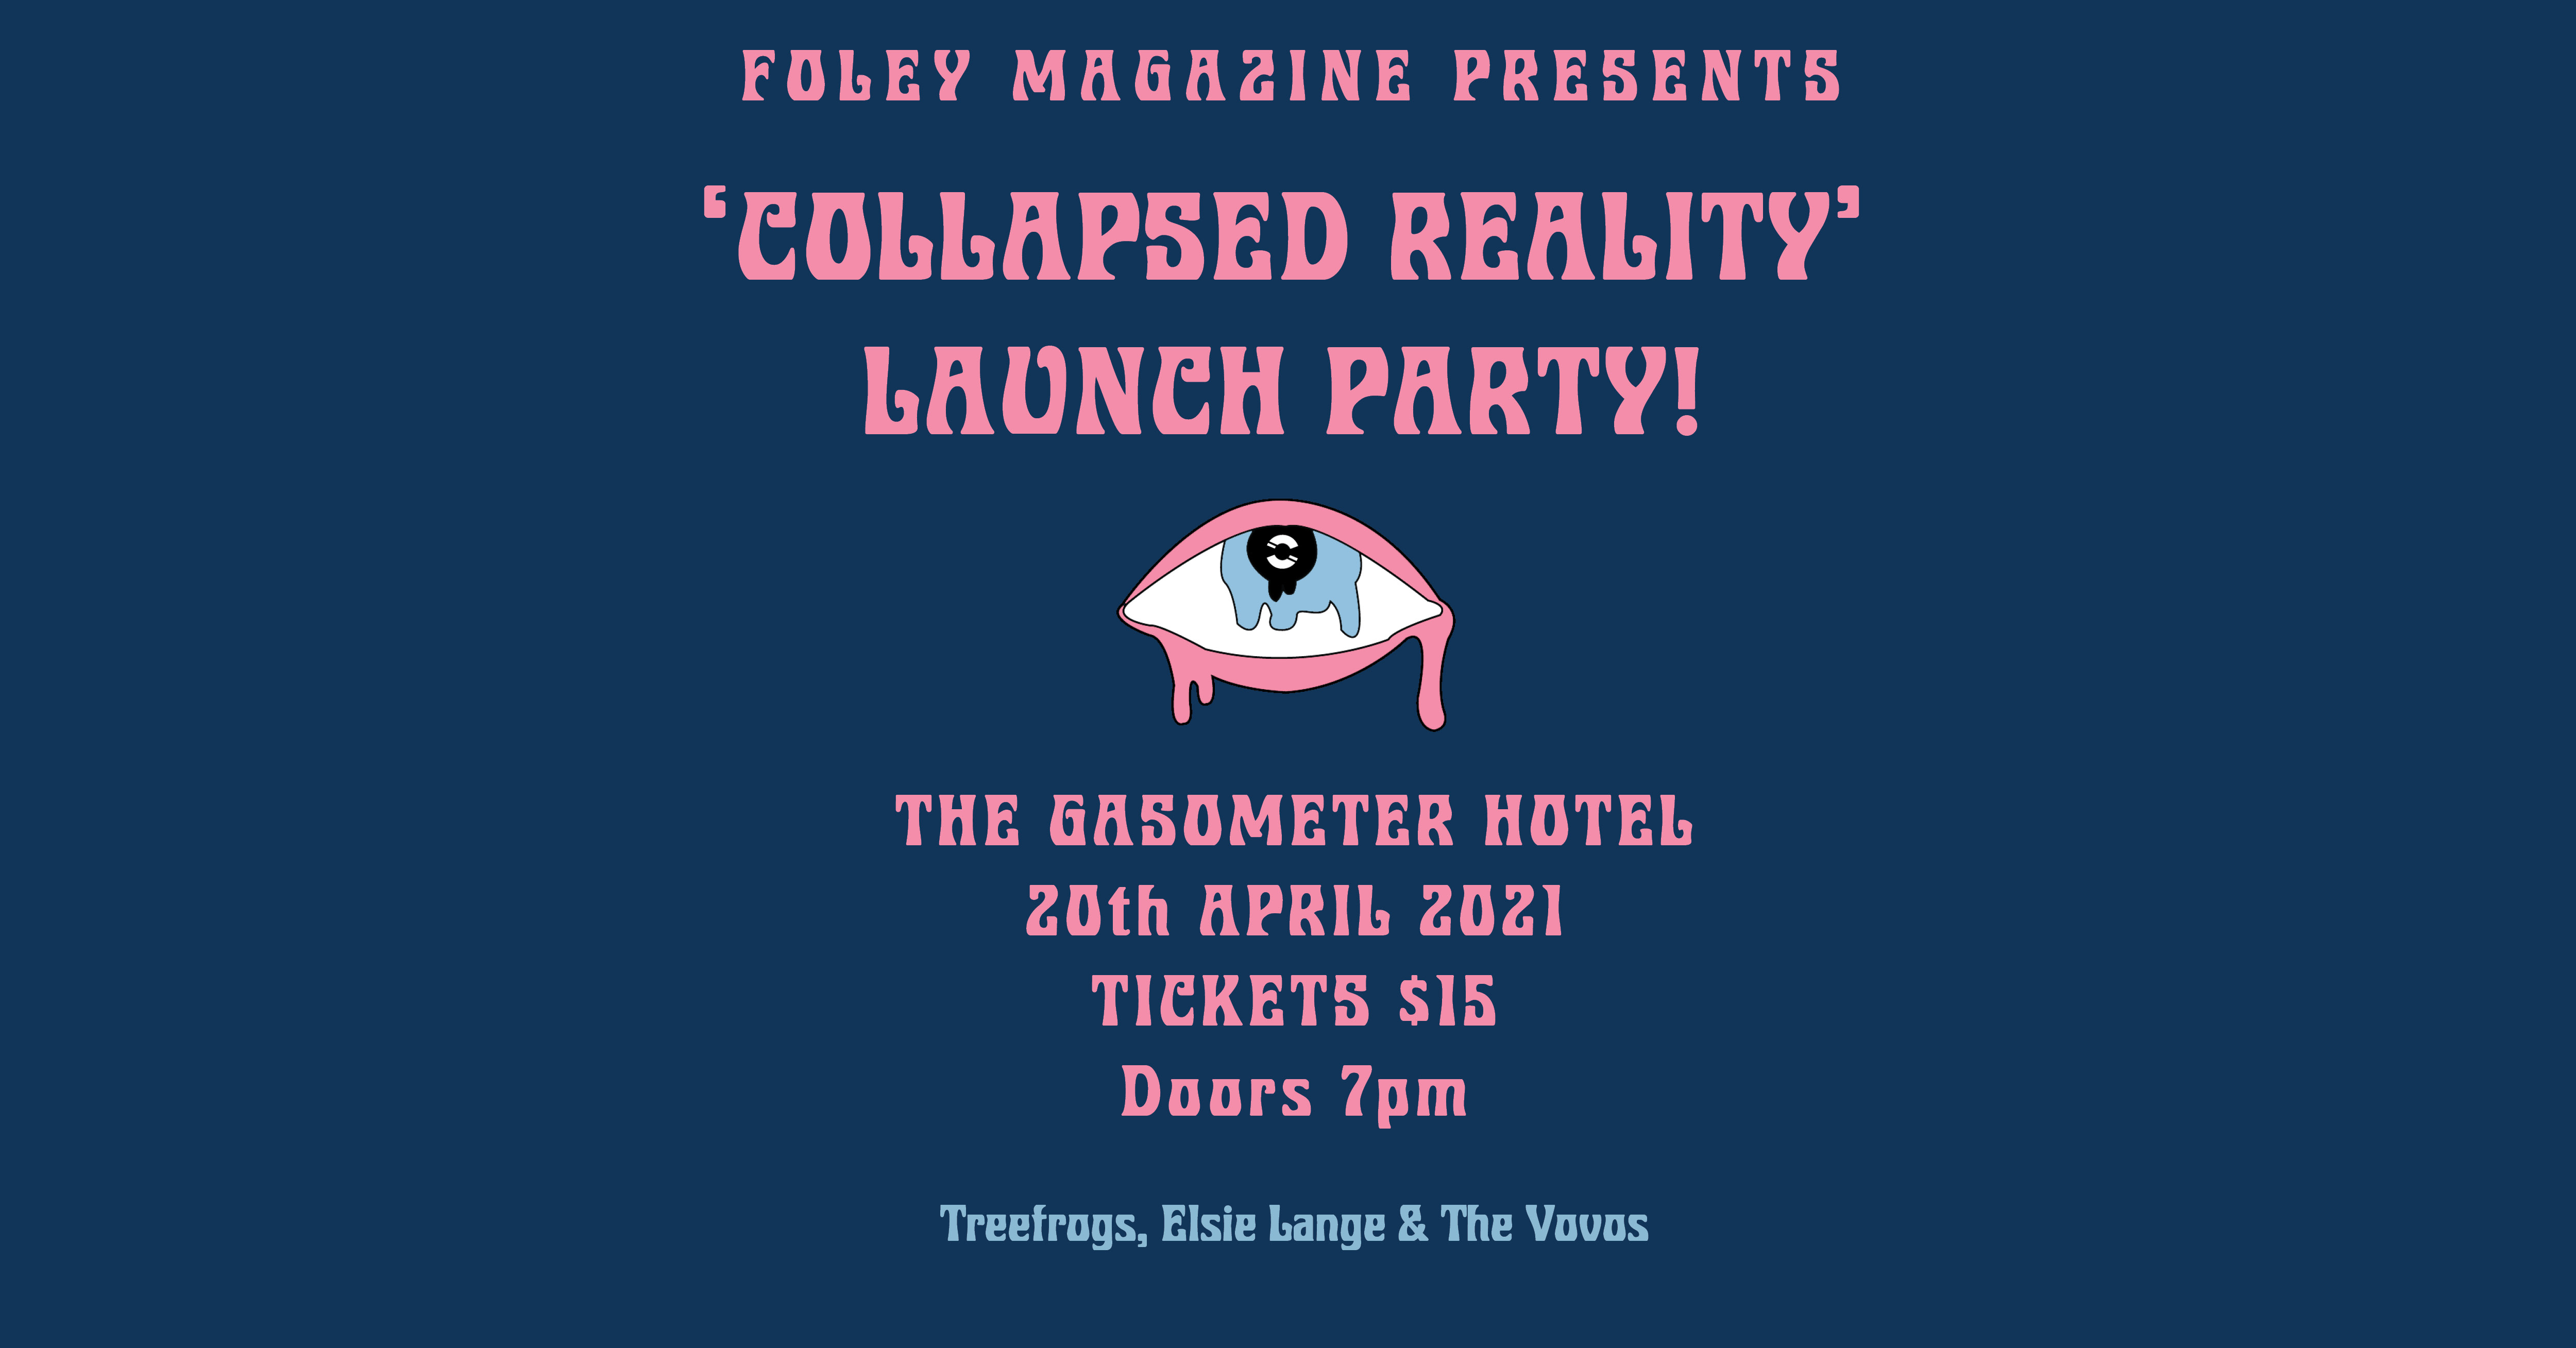 FOLEY MAGAZINE PRESENTS
‘COLLAPSED REALITY’
LAUNCH PARTY!
THE GASOMETER HOTEL
20th APRIL 2021
TICKETS $15
Doors 7pm
Treefrogs, Elsie Lange & The Vovos